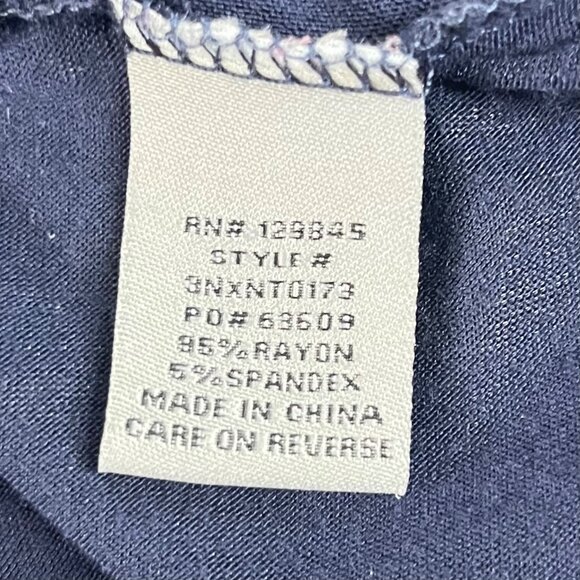 RN# 129845
STYLE #
3NXNT0173
PO# 63609
95%RAYON
5%SPANDEX
MADE IN CHINA
CARE ON REVERSE